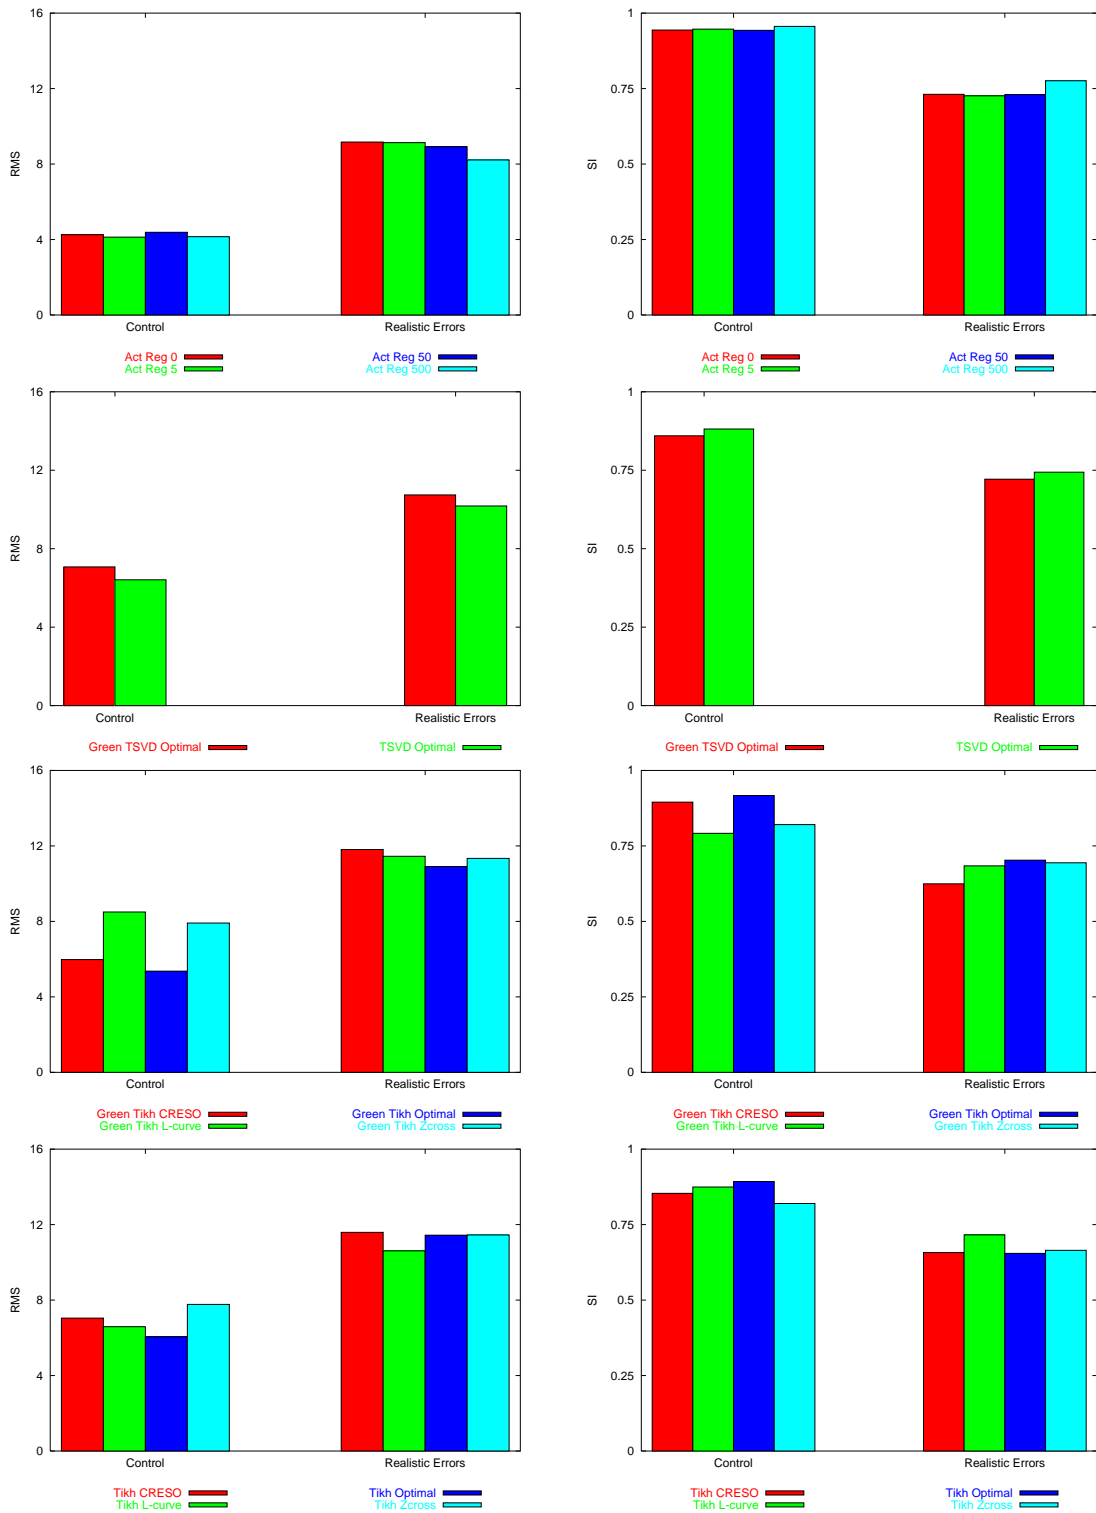 16
12
8
4
0
RMS
Control
Realistic Errors
Act Reg 0
Act Reg 5
Act Reg 50
Act Reg 500
1
0.75
0.5
0.25
0
SI
Control
Realistic Errors
Act Reg 0
Act Reg 5
Act Reg 50
Act Reg 500
16
12
8
4
0
RMS
Control
Realistic Errors
Green TSVD Optimal
TSVD Optimal
1
0.75
0.5
0.25
0
SI
Control
Realistic Errors
Green TSVD Optimal
TSVD Optimal
16
12
8
4
0
RMS
Control
Realistic Errors
Green Tikh CRESO
Green Tikh L-curve
Green Tikh Optimal
Green Tikh Zcross
1
0.75
0.5
0.25
0
SI
Control
Realistic Errors
Green Tikh CRESO
Green Tikh L-curve
Green Tikh Optimal
Green Tikh Zcross
16
12
8
4
0
RMS
Control
Realistic Errors
Tikh CRESO
Tikh L-curve
Tikh Optimal
Tikh Zcross
1
0.75
0.5
0.25
0
SI
Control
Realistic Errors
Tikh CRESO
Tikh L-curve
Tikh Optimal
Tikh Zcross